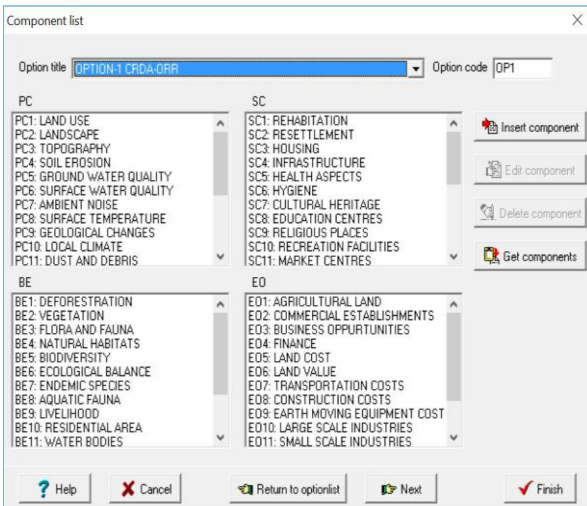 Component list
Option title OPTION-1 CRDA-ORR Option code OP1
PC
PC1: LAND USE
PC2: LANDSCAPE
PC3: TOPOGRAPHY
PC4: SOIL EROSION
PC5: GROUND WATER QUALITY
PC6: SURFACE WATER QUALITY
PC7: AMBIENT NOISE
PC8: SURFACE TEMPERATURE
PC9: GEOLOGICAL CHANGES
PC10: LOCAL CLIMATE
PC11: DUST AND DEBRIS
SC
SC1: REHABITATION
SC2: RESETTLEMENT
SC3: HOUSING
SC4: INFRASTRUCTURE
SC5: HEALTH ASPECTS
SC6: HYGIENE
SC7: CULTURAL HERITAGE
SC8: EDUCATION CENTRES
SC9: RELIGIOUS PLACES
SC10: RECREATION FACILITIES
SC11: MARKET CENTRES
Insert component
Edit component
Delete component
Get components
BE
BE1: DEFORESTRATION
BE2: VEGETATION
BE3: FLORA AND FAUNA
BE4: NATURAL HABITATS
BE5: BIODIVERSITY
BE6: ECOLOGICAL BALANCE
BE7: ENDEMIC SPECIES
BE8: AQUATIC FAUNA
BE9: LIVELIHOOD
BE10: RESIDENTIAL AREA
BE11: WATER BODIES
EO
EO1: AGRICULTURAL LAND
EO2: COMMERCIAL ESTABLISHMENTS
EO3: BUSINESS OPPURTUNITIES
EO4: FINANCE
EO5: LAND COST
EO6: LAND VALUE
EO7: TRANSPORTATION COSTS
EO8: CONSTRUCTION COSTS
EO9: EARTH MOVING EQUIPMENT COST
EO10: LARGE SCALE INDUSTRIES
EO11: SMALL SCALE INDUSTRIES
Help Cancel Return to optionlist Next Finish